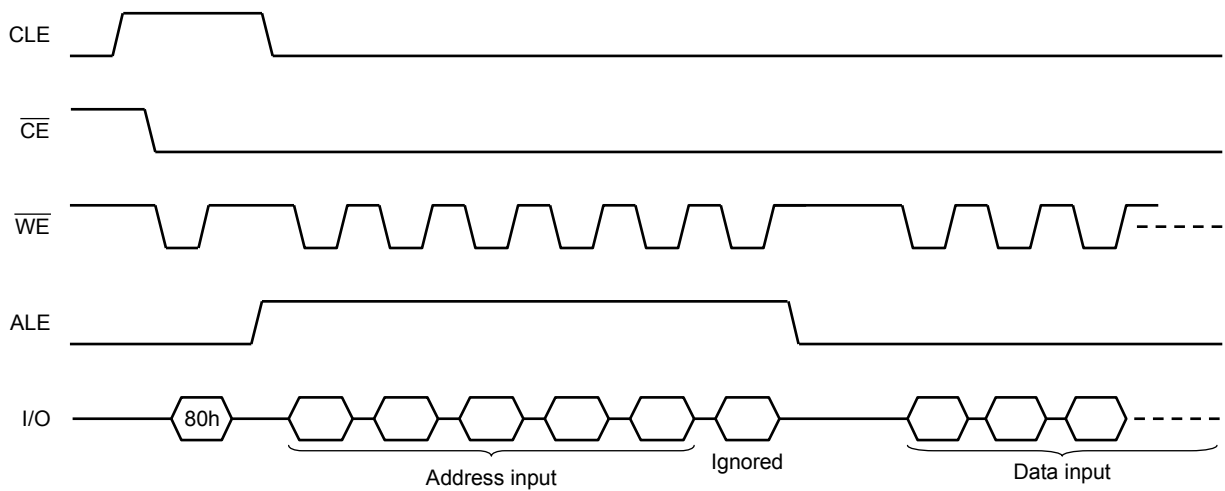 CLE
CE
WE
ALE
I/O
80h
Address input
Ignored
Data input